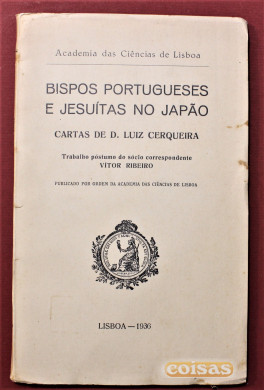 Academia das Ciências de Lisboa
BISPOS PORTUGUESES
E JESUÍTAS NO JAPÃO
CARTAS DE D. LUIZ CERQUEIRA
Trabalho póstumo do sócio correspondente
VITOR RIBEIRO
PUBLICADO POR ORDEM DA ACADEMIA DAS CIÊNCIAS DE LISBOA
LISBOA — 1936
coisas